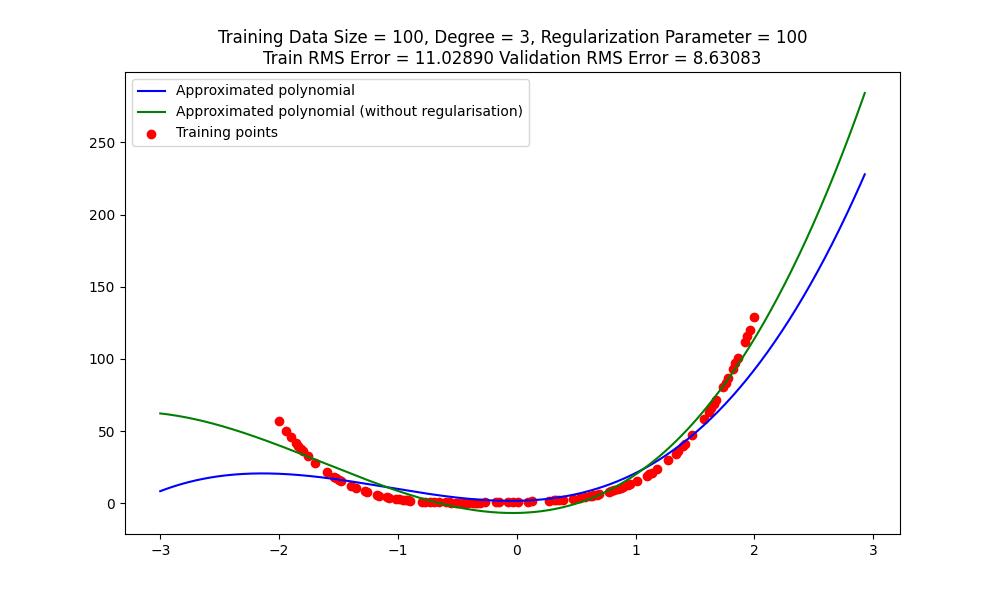 Training Data Size = 100, Degree = 3, Regularization Parameter = 100
Train RMS Error = 11.02890 Validation RMS Error = 8.63083
Approximated polynomial
Approximated polynomial (without regularisation)
Training points
250
200
150
100
50
0
−3
−2
−1
0
1
2
3